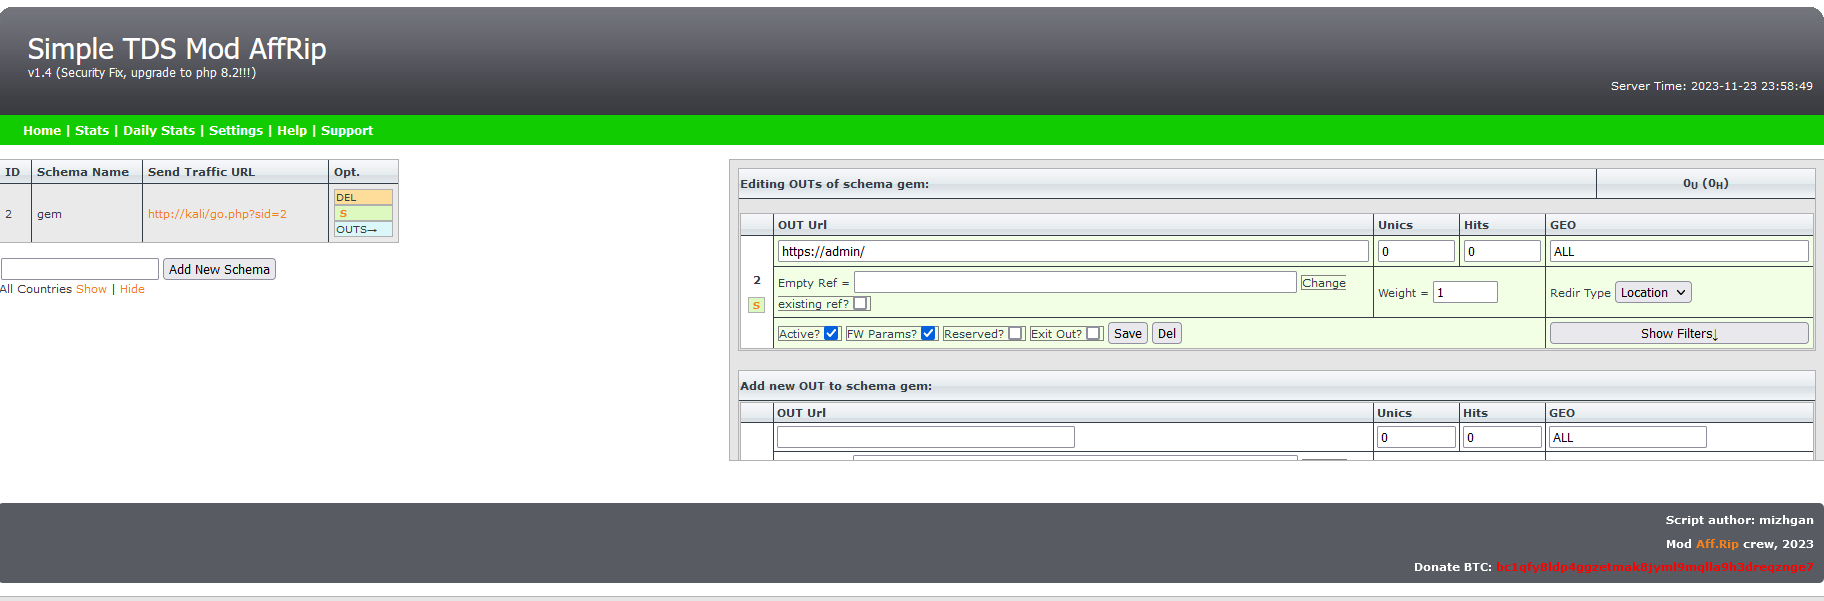 Simple TDS Mod AffRip
v1.4 (Security Fix, upgrade to php 8.2!!!)
Server Time: 2023-11-23 23:58:49
Home | Stats | Daily Stats | Settings | Help | Support
ID Schema Name Send Traffic URL Opt.
2 gem http://kali/go.php?sid=2
DEL
S
OUTS→
Add New Schema
All Countries Show | Hide
Editing OUTs of schema gem: 0U (0H)
OUT Url Unics Hits GEO
2
S
https://admin/ 0 0 ALL
Empty Ref = Change
existing ref?
Weight = 1 Redir Type Location
Active? FW Params? Reserved? Exit Out? Save Del Show Filters↓
Add new OUT to schema gem:
OUT Url Unics Hits GEO
0 0 ALL
Script author: mizhgan
Mod Aff.Rip crew, 2023
Donate BTC: